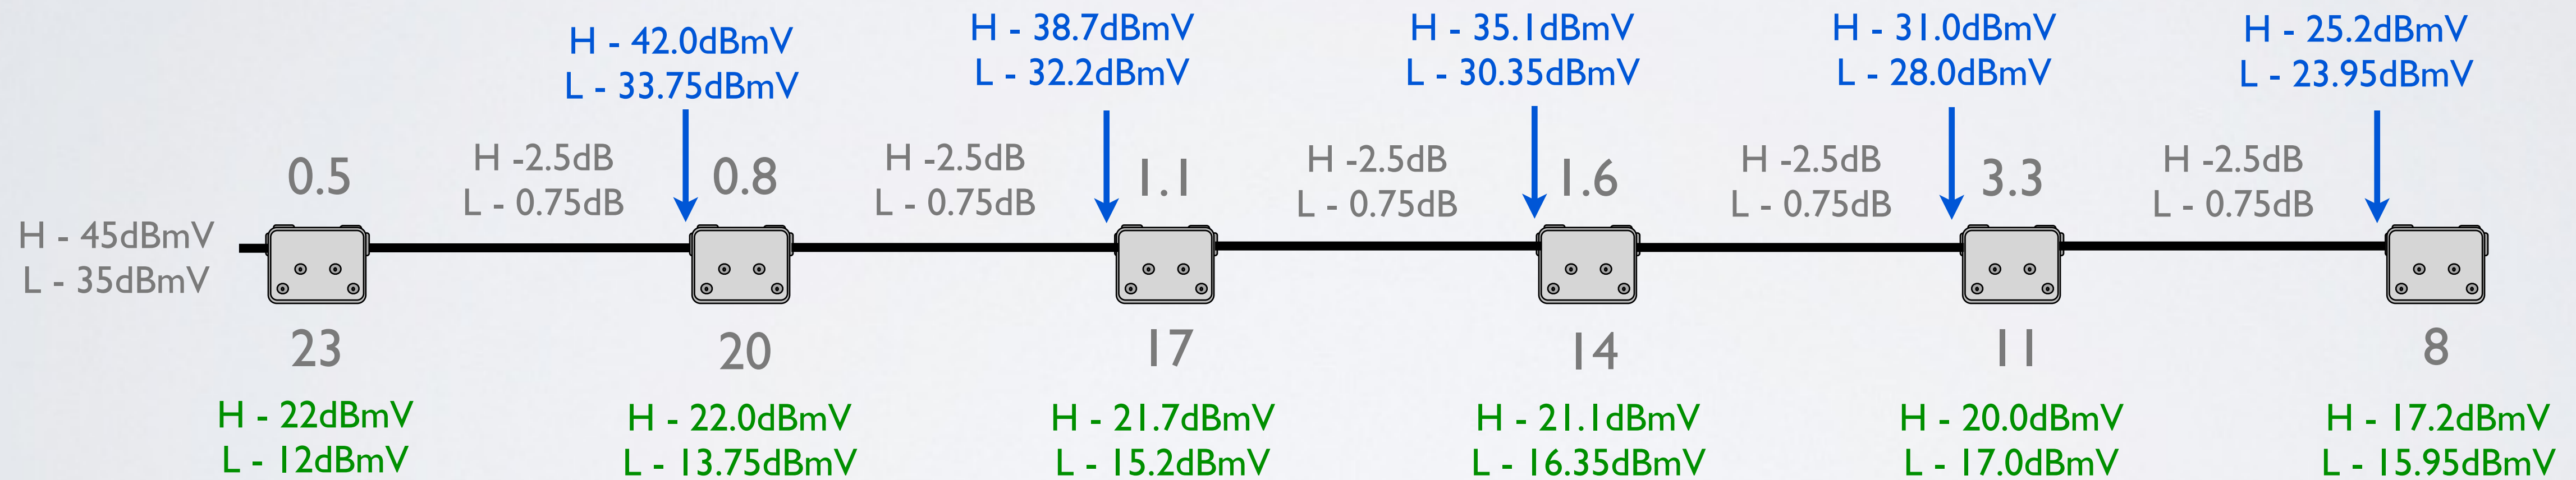 H - 42.0dBmV
L - 33.75dBmV
H - 38.7dBmV
L - 32.2dBmV
H - 35.1dBmV
L - 30.35dBmV
H - 31.0dBmV
L - 28.0dBmV
H - 25.2dBmV
L - 23.95dBmV
0.5
H -2.5dB
L - 0.75dB
0.8
H -2.5dB
L - 0.75dB
1.1
H -2.5dB
L - 0.75dB
1.6
H -2.5dB
L - 0.75dB
3.3
H -2.5dB
L - 0.75dB
H - 45dBmV
L - 35dBmV
23
20
17
14
11
8
H - 22dBmV
L - 12dBmV
H - 22.0dBmV
L - 13.75dBmV
H - 21.7dBmV
L - 15.2dBmV
H - 21.1dBmV
L - 16.35dBmV
H - 20.0dBmV
L - 17.0dBmV
H - 17.2dBmV
L - 15.95dBmV